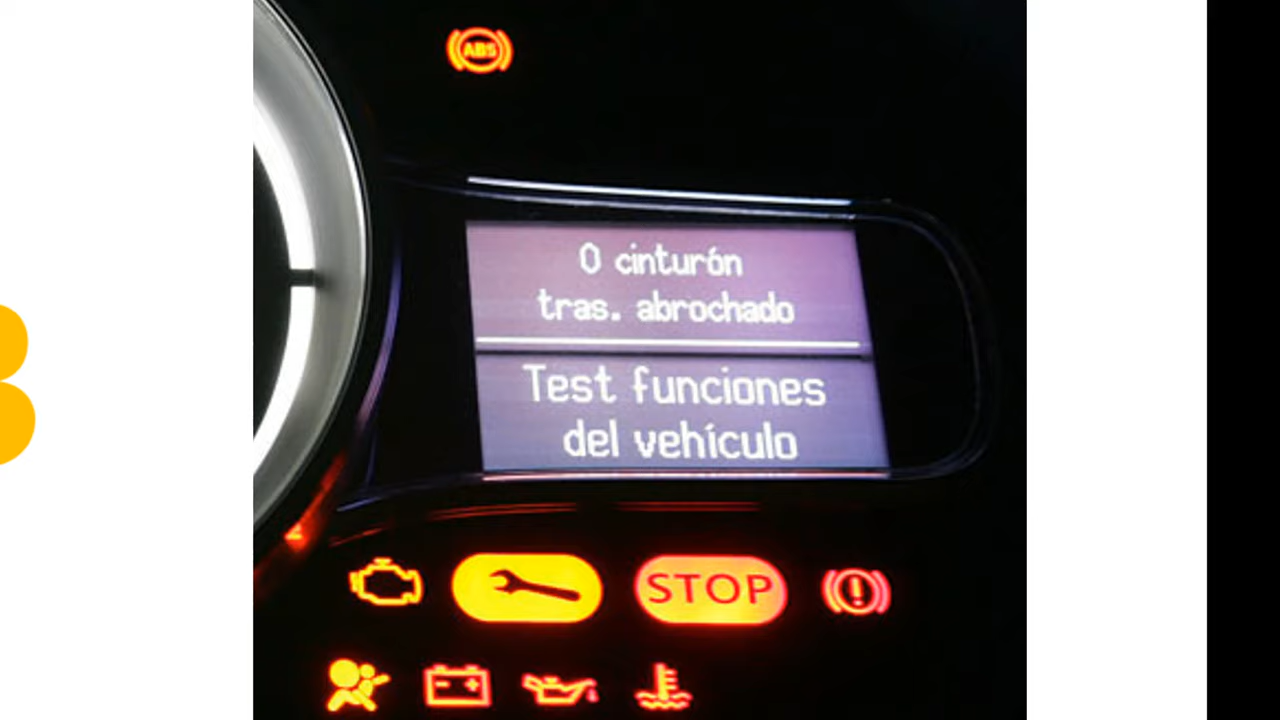 ABS
0 cinturón
tras. abrochado
Test funciones
del vehículo
STOP